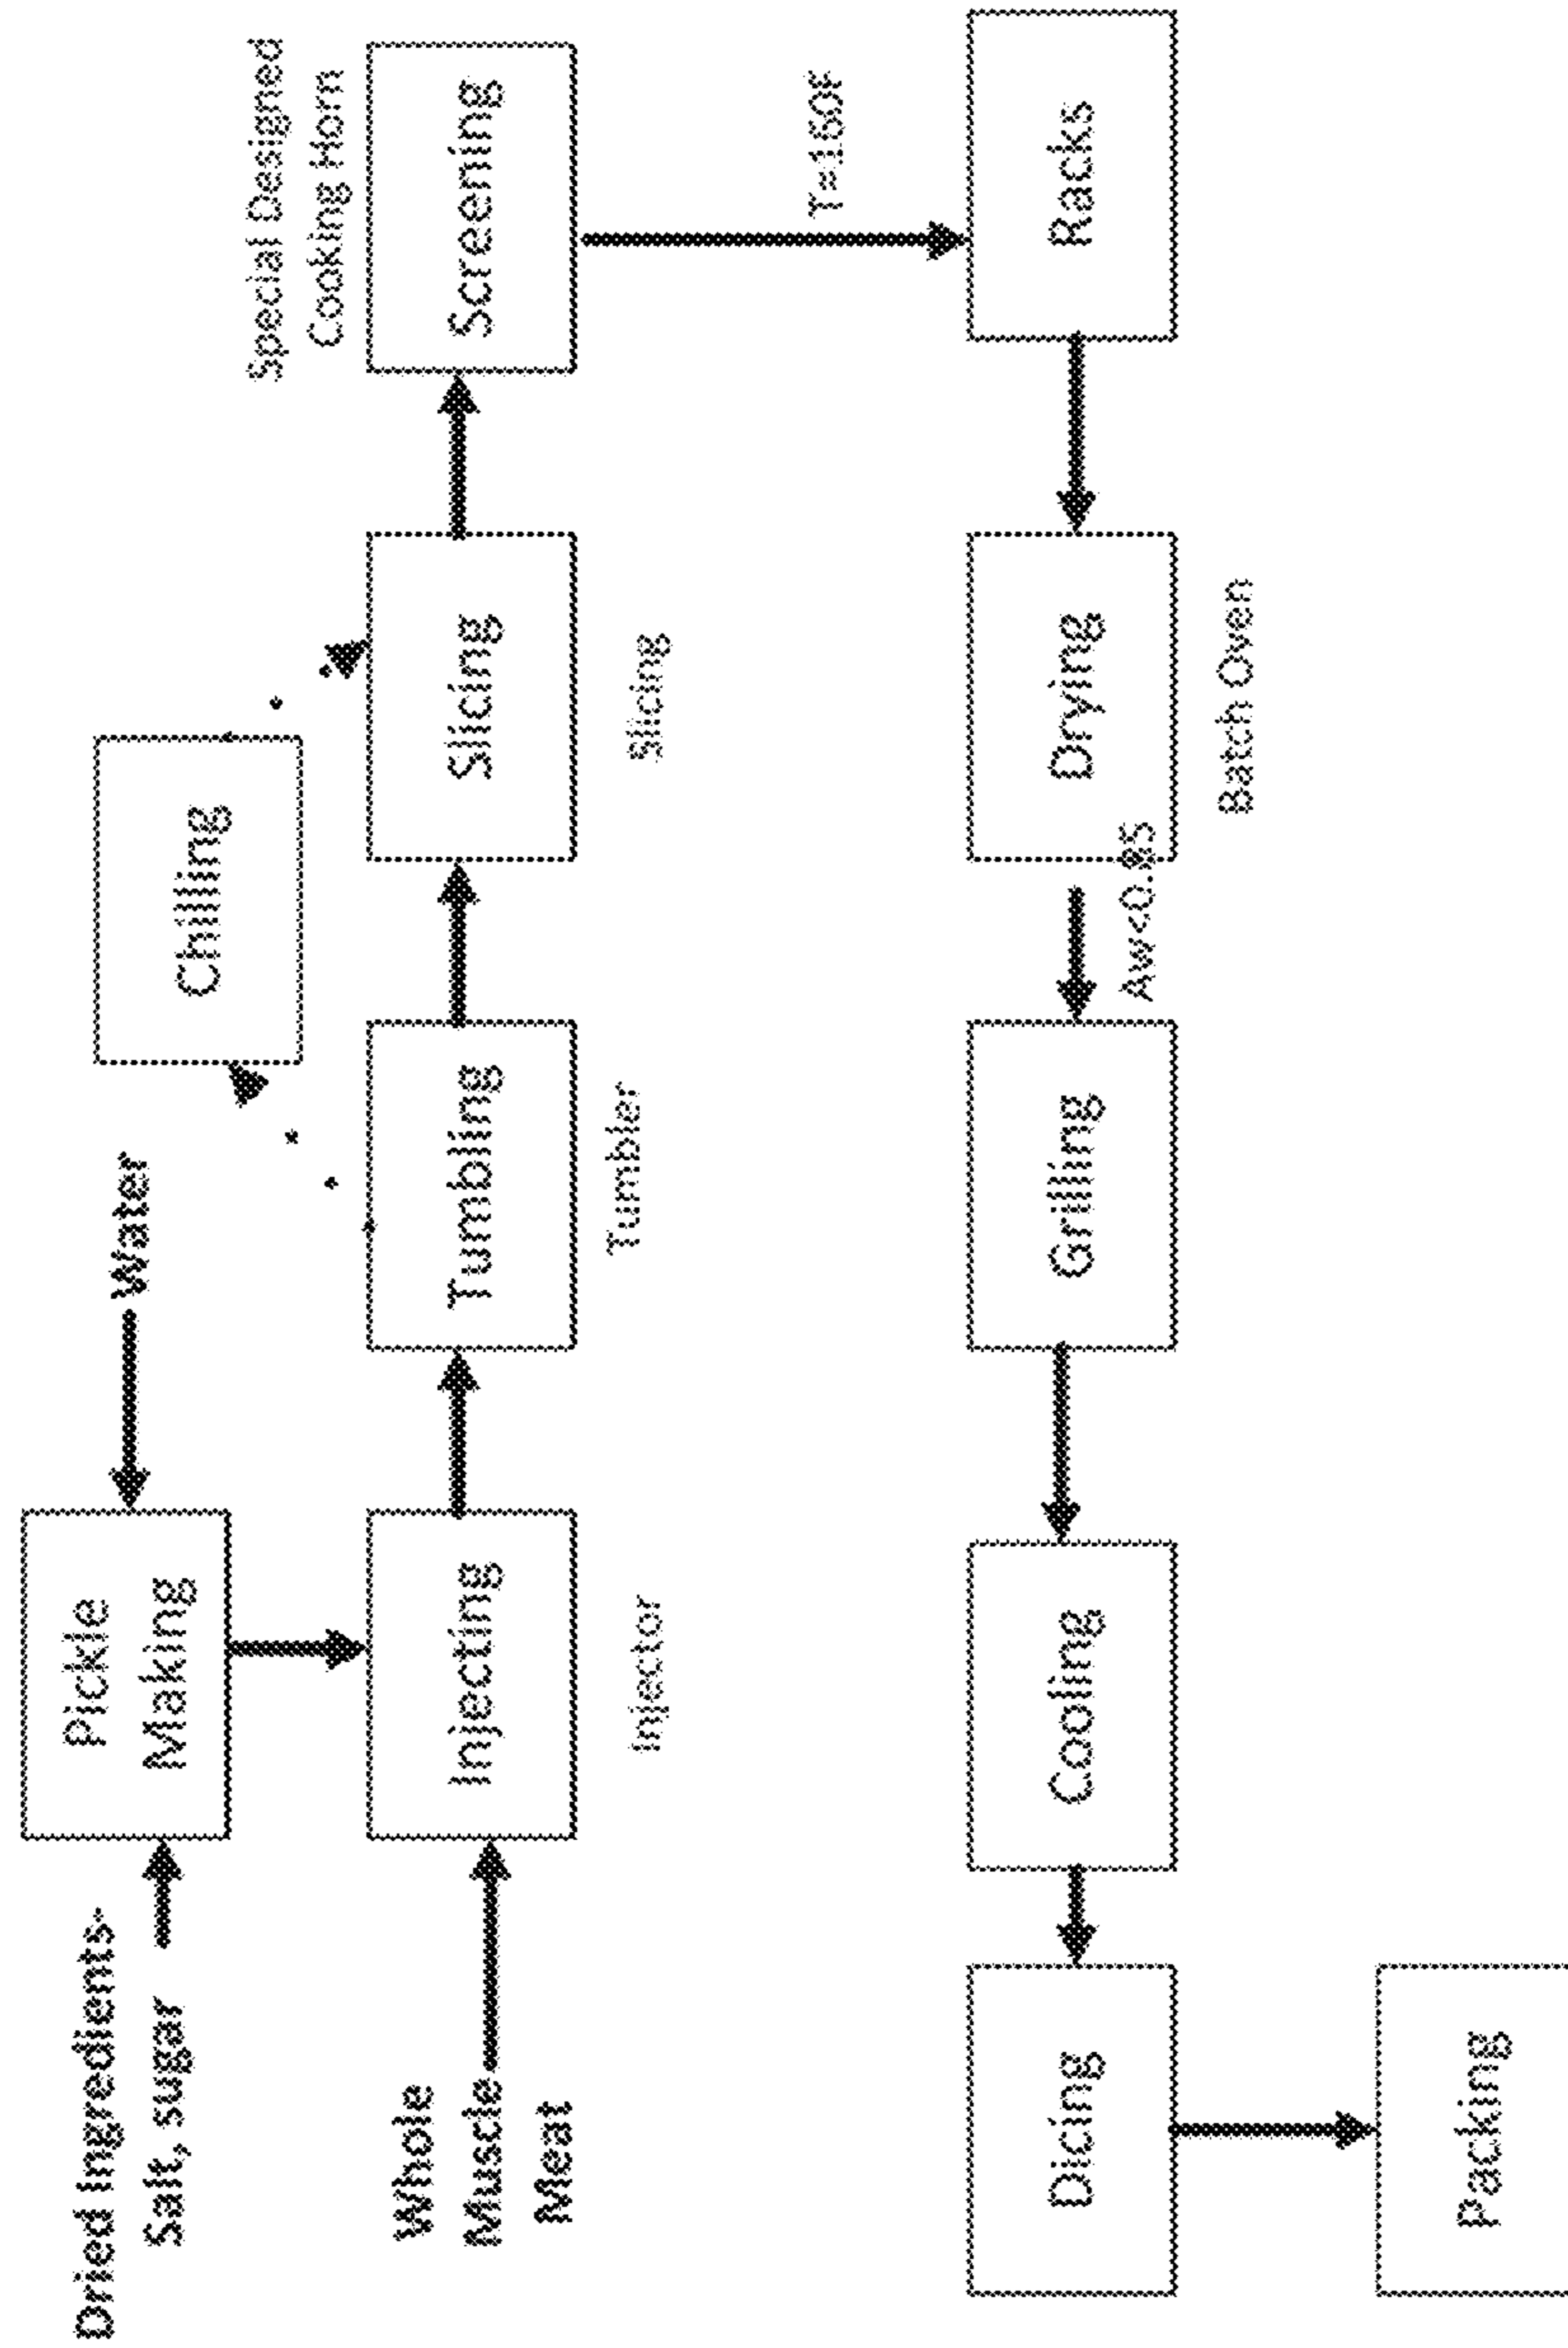 Dried Ingredients-
Salt, sugar
Pickle
Making
Water
Chilling
Special Designed
Cooking Horn
Whole
Muscle
Meat
Injecting
Tumbling
Slicing
Screening
Injector
Tumbler
Slicing
T=160F
Dicing
Cooling
Grilling
Drying
Racks
Aw<0.85
Batch Oven
Packing